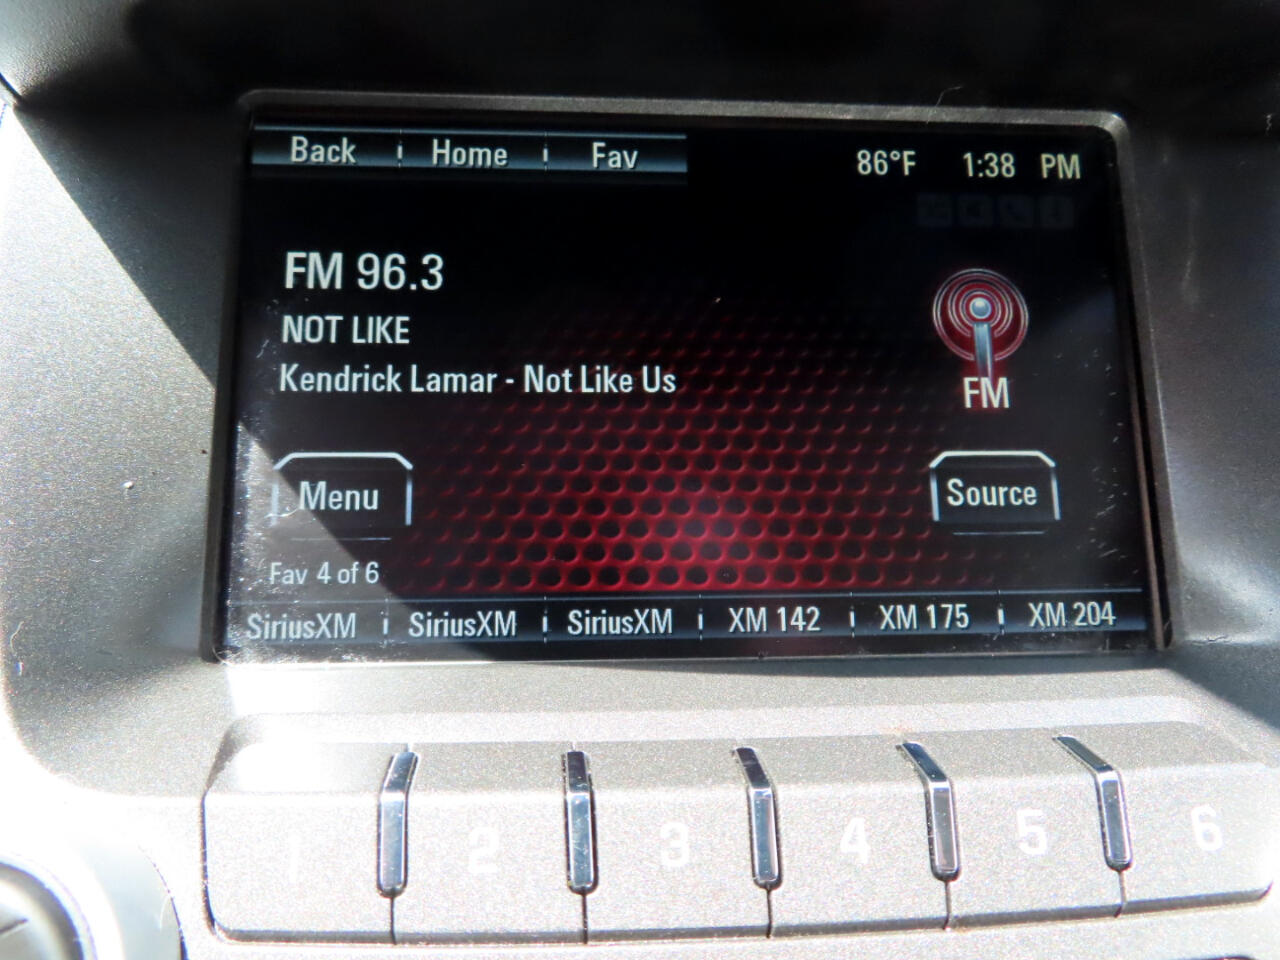 Back Home Fav 86°F 1:38 PM
FM 96.3
NOT LIKE
Kendrick Lamar - Not Like Us
FM
Menu Source
Fav 4 of 6
SiriusXM SiriusXM SiriusXM XM 142 XM 175 XM 204
1 2 3 4 5 6